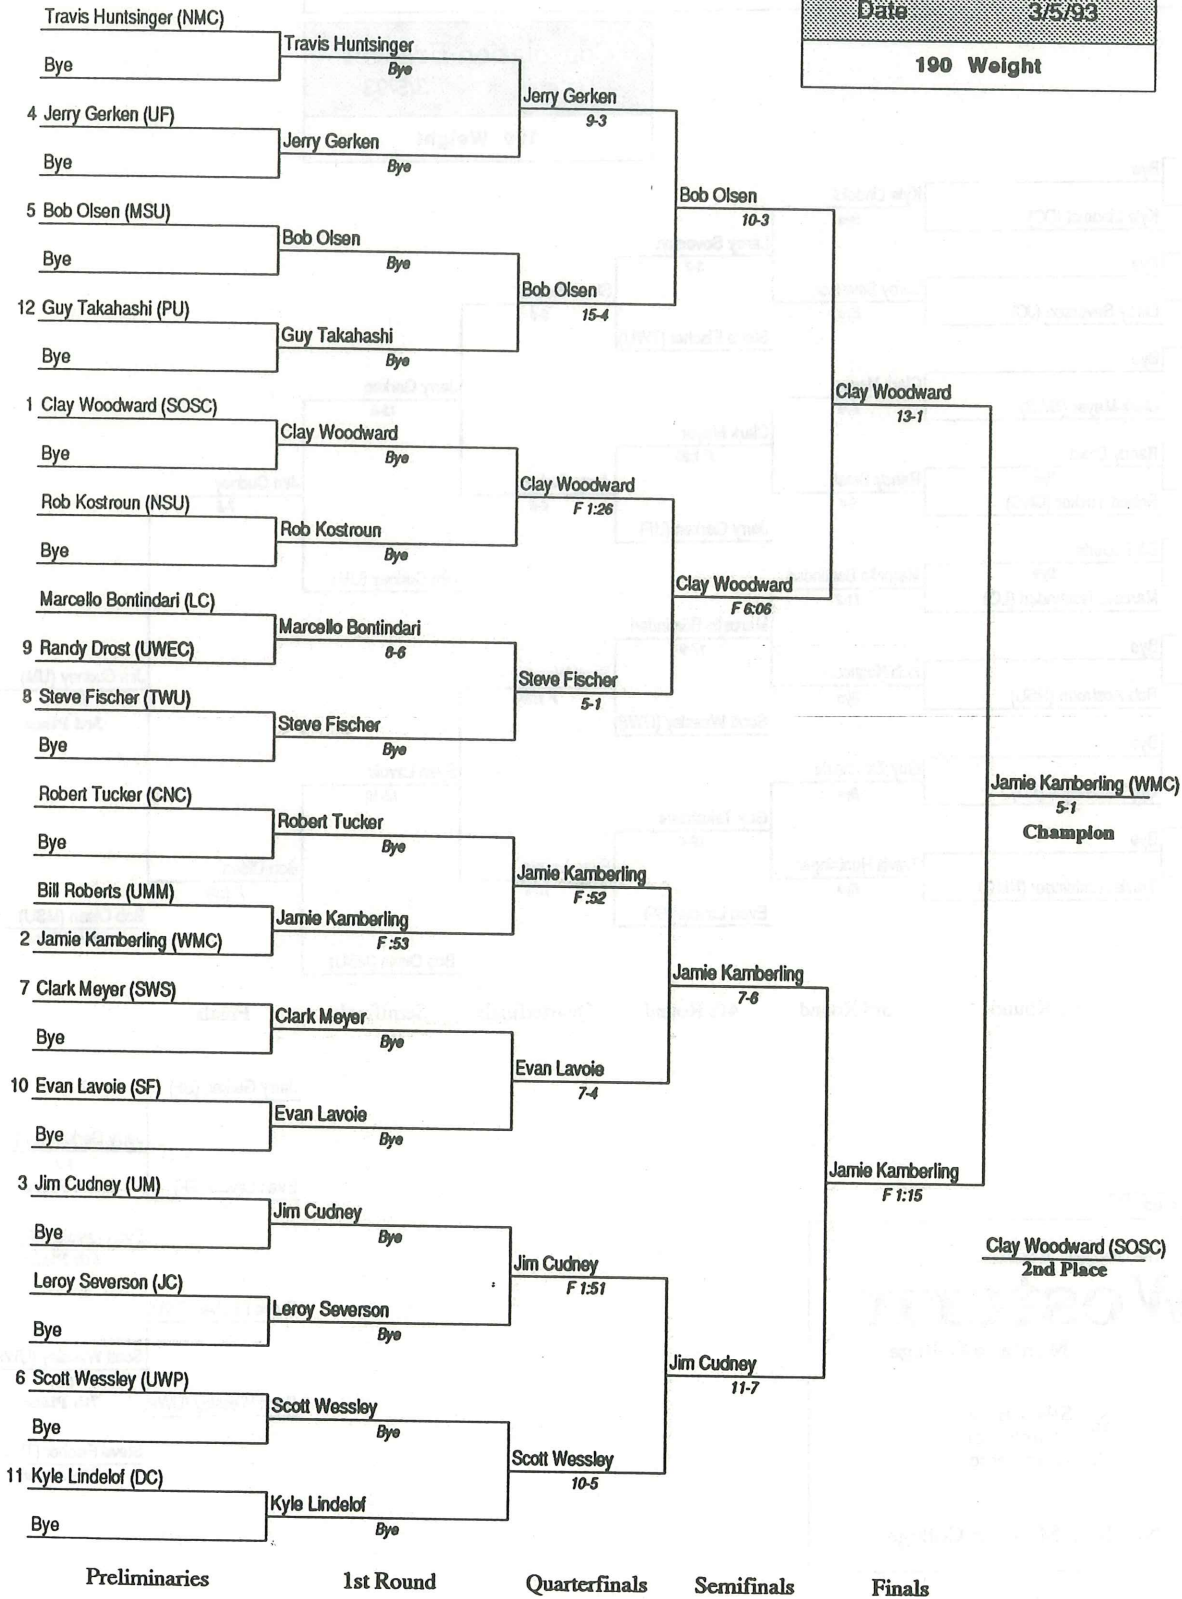 Date 3/5/93
190 Weight
Travis Huntsinger (NMC)
Bye
Travis Huntsinger
Bye
4 Jerry Gerken (UF)
Bye
Jerry Gerken
Bye
Jerry Gerken
9-3
5 Bob Olsen (MSU)
Bye
Bob Olsen
Bye
12 Guy Takahashi (PU)
Bye
Guy Takahashi
Bye
Bob Olsen
15-4
Bob Olsen
10-3
1 Clay Woodward (SOSC)
Bye
Clay Woodward
Bye
Rob Kostroun (NSU)
Bye
Rob Kostroun
Bye
Clay Woodward
F 1:26
Marcello Bontindari (LC)
9 Randy Drost (UWEC)
Marcello Bontindari
8-6
8 Steve Fischer (TWU)
Bye
Steve Fischer
Bye
Steve Fischer
5-1
Clay Woodward
F 6:06
Clay Woodward
13-1
Robert Tucker (CNC)
Bye
Robert Tucker
Bye
Bill Roberts (UMM)
2 Jamie Kamberling (WMC)
Jamie Kamberling
F :53
Jamie Kamberling
F :52
7 Clark Meyer (SWS)
Bye
Clark Meyer
Bye
10 Evan Lavoie (SF)
Bye
Evan Lavoie
Bye
Evan Lavoie
7-4
Jamie Kamberling
7-6
3 Jim Cudney (UM)
Bye
Jim Cudney
Bye
Leroy Severson (JC)
Bye
Leroy Severson
Bye
Jim Cudney
F 1:51
6 Scott Wessley (UWP)
Bye
Scott Wessley
Bye
11 Kyle Lindelof (DC)
Bye
Kyle Lindelof
Bye
Scott Wessley
10-5
Jim Cudney
11-7
Jamie Kamberling
F 1:15
Jamie Kamberling (WMC)
5-1
Champion
Clay Woodward (SOSC)
2nd Place
Preliminaries 1st Round Quarterfinals Semifinals Finals